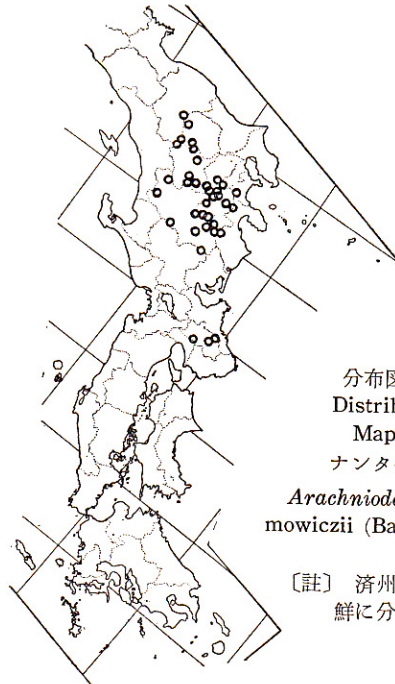 分布図
Distrib
Map
ナンタ
Arachniode
mowiczii (Ba
〔註〕 済州
鮮に分